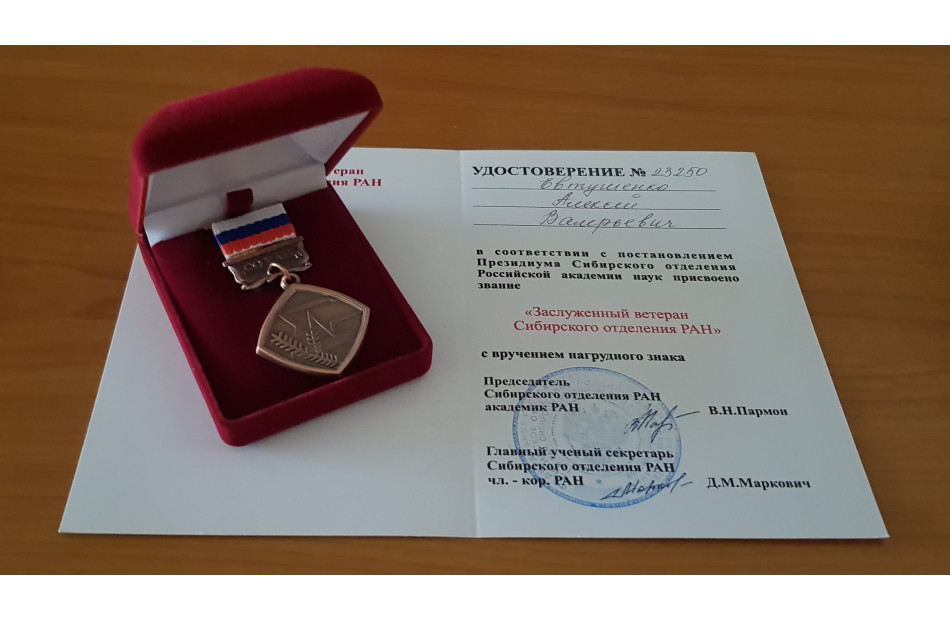 теран
ния РАН
УДОСТОВЕРЕНИЕ № 23250
Евтушенко
Алексей
Валерьевич
в соответствии с постановлением
Президиума Сибирского отделения
Российской академии наук присвоено
звание
«Заслуженный ветеран
Сибирского отделения РАН»
с вручением нагрудного знака
Председатель
Сибирского отделения РАН
академик РАН
В.Н.Пармон
Главный ученый секретарь
Сибирского отделения РАН
чл. - кор. РАН
Д.М.Маркович